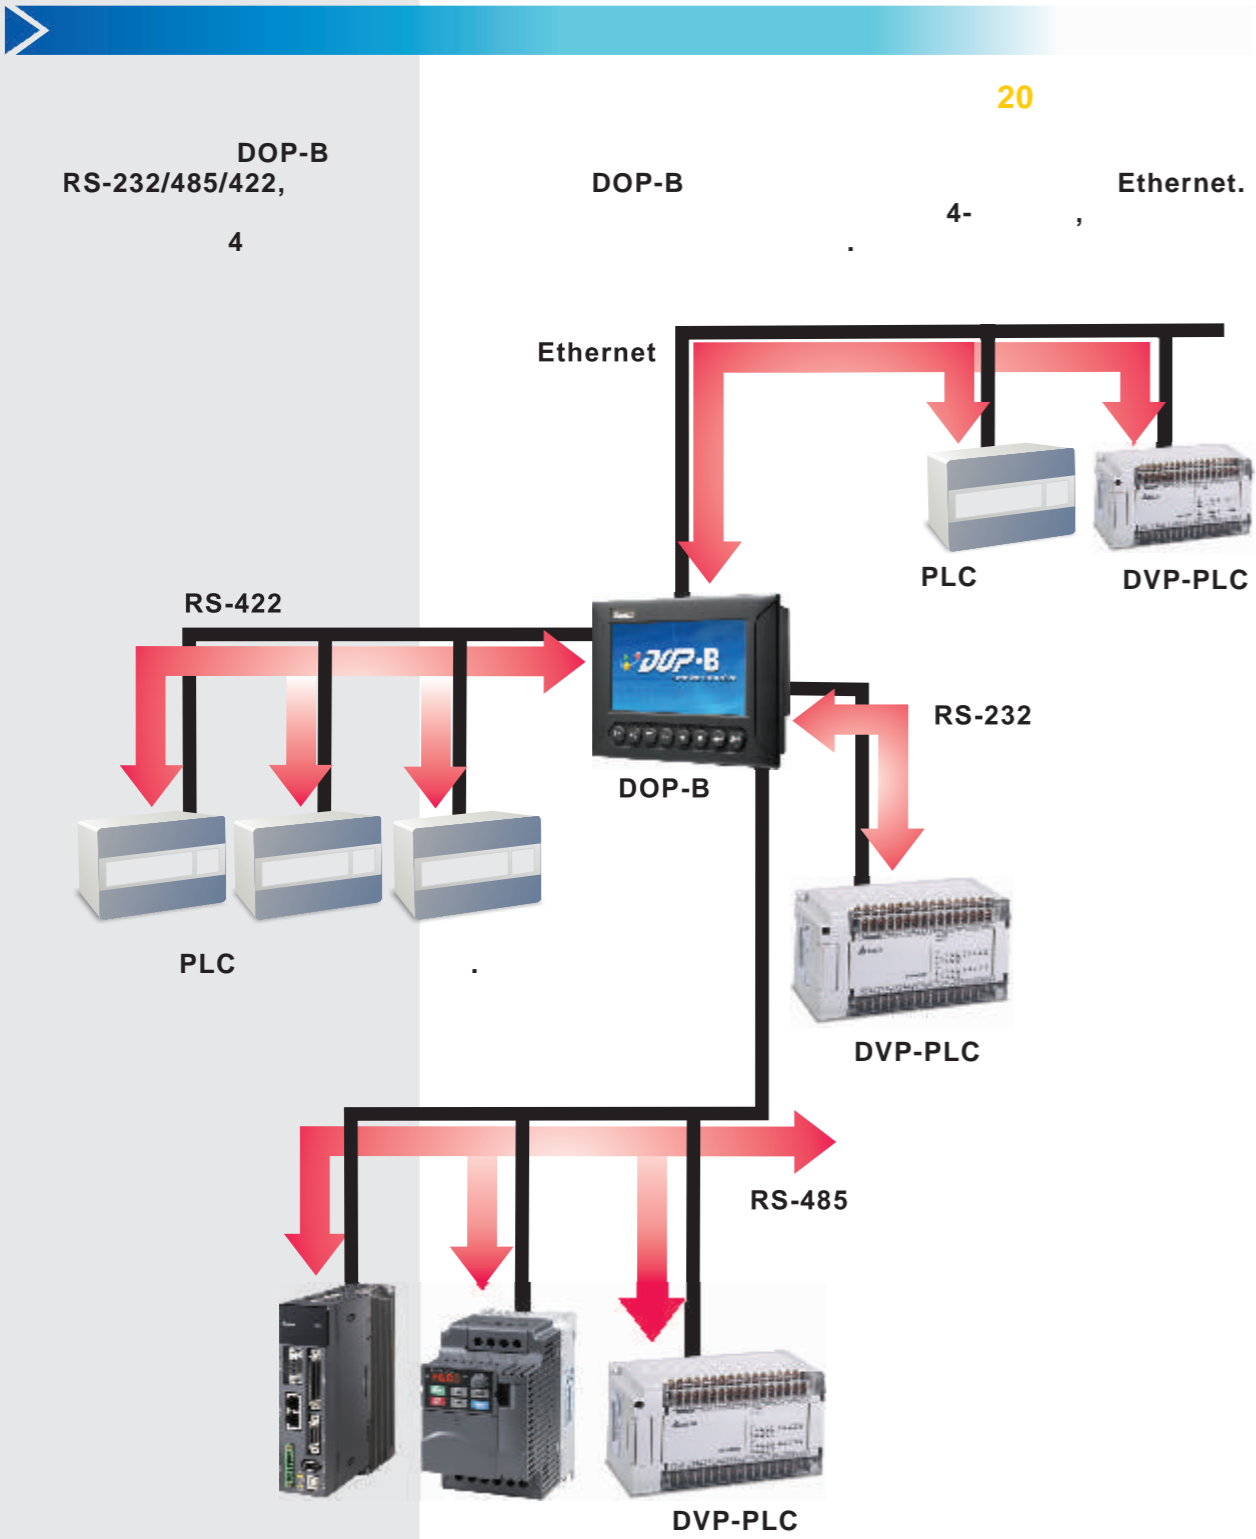 20
DOP-B
RS-232/485/422, DOP-B Ethernet.
4- ,
4 .
Ethernet
PLC
DVP-PLC
RS-422
DOP-B
RS-232
DOP-B
PLC .
DVP-PLC
RS-485
DVP-PLC